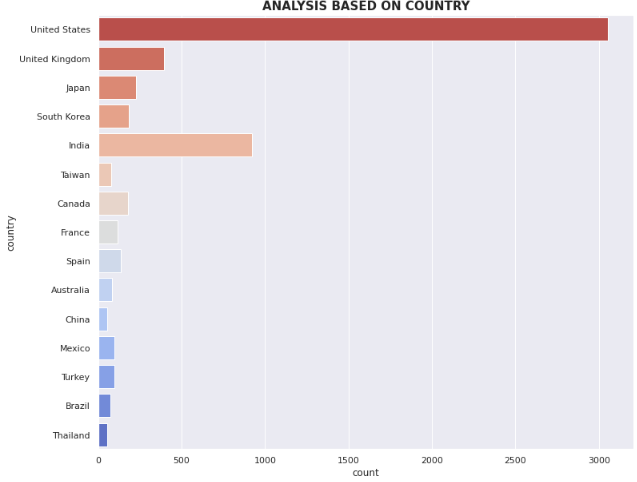 ANALYSIS BASED ON COUNTRY
United States
United Kingdom
Japan
South Korea
India
Taiwan
Canada
France
Spain
Australia
China
Mexico
Turkey
Brazil
Thailand
country
0 500 1000 1500 2000 2500 3000
count